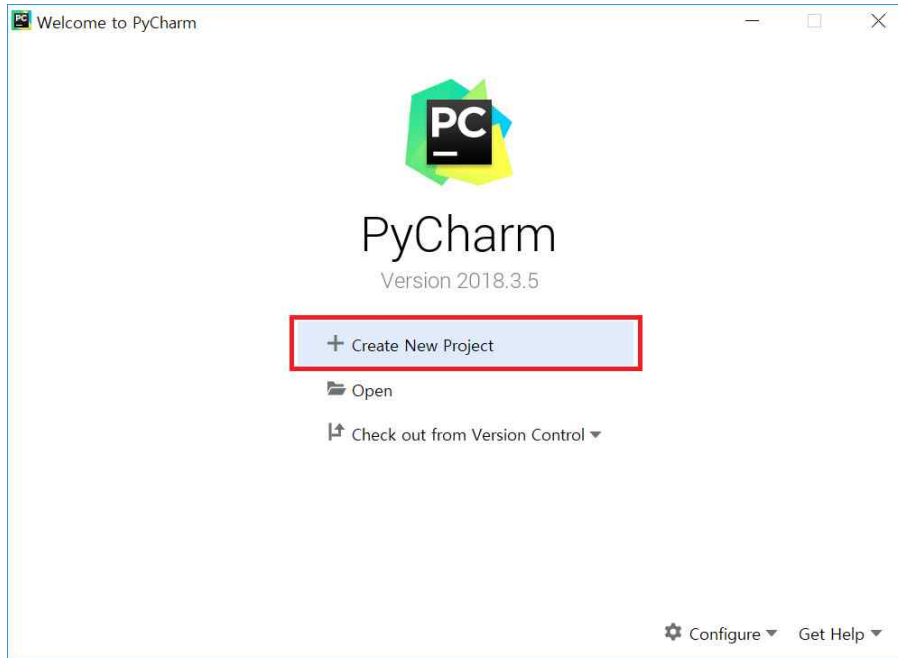 Welcome to PyCharm
PC
PyCharm
Version 2018.3.5
Create New Project
Open
Check out from Version Control
Configure Get Help